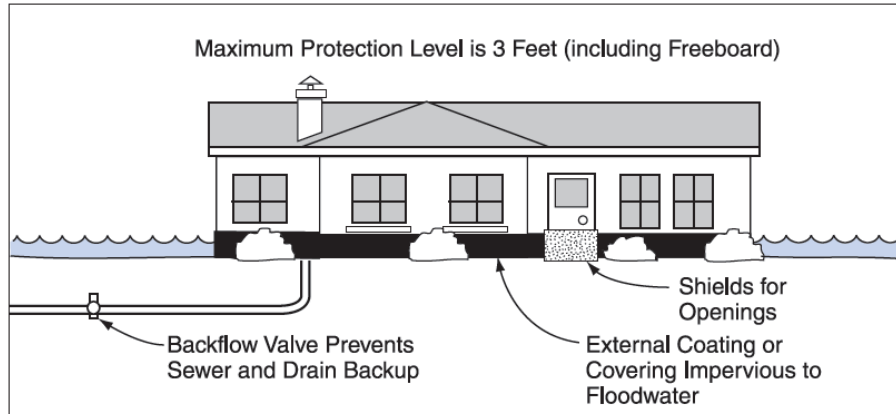 Maximum Protection Level is 3 Feet (including Freeboard)
Shields for
Openings
Backflow Valve Prevents
Sewer and Drain Backup
External Coating or
Covering Impervious to
Floodwater